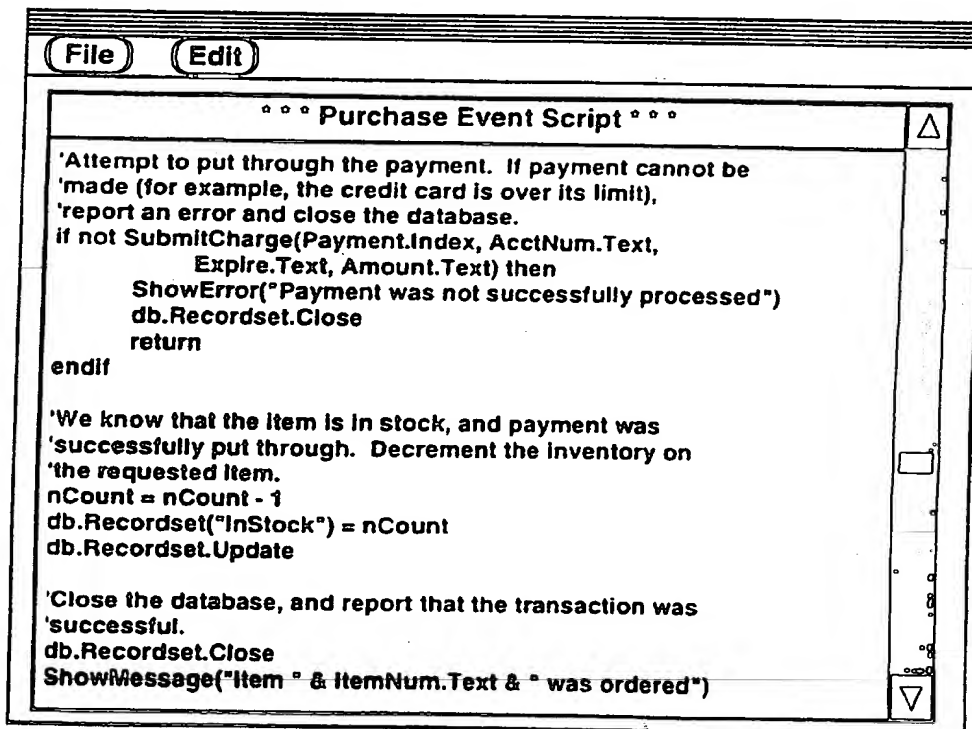 File Edit
° ° ° Purchase Event Script ° ° °
'Attempt to put through the payment. If payment cannot be
'made (for example, the credit card is over its limit),
'report an error and close the database.
if not SubmitCharge(Payment.Index, AcctNum.Text,
Expire.Text, Amount.Text) then
ShowError("Payment was not successfully processed")
db.Recordset.Close
return
endif
'We know that the item is in stock, and payment was
'successfully put through. Decrement the inventory on
'the requested item.
nCount = nCount - 1
db.Recordset("InStock") = nCount
db.Recordset.Update
'Close the database, and report that the transaction was
'successful.
db.Recordset.Close
ShowMessage("Item " & ItemNum.Text & " was ordered")